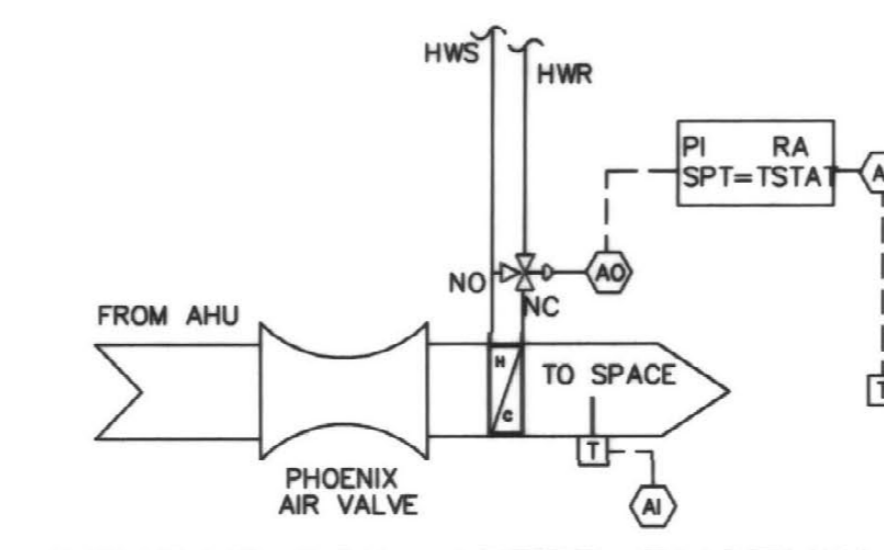 HWS
HWR
PI RA
SPT=TSTAT
A
NO
AO
NC
FROM AHU
H
TO SPACE
C
T
T
PHOENIX
AIR VALVE
AI